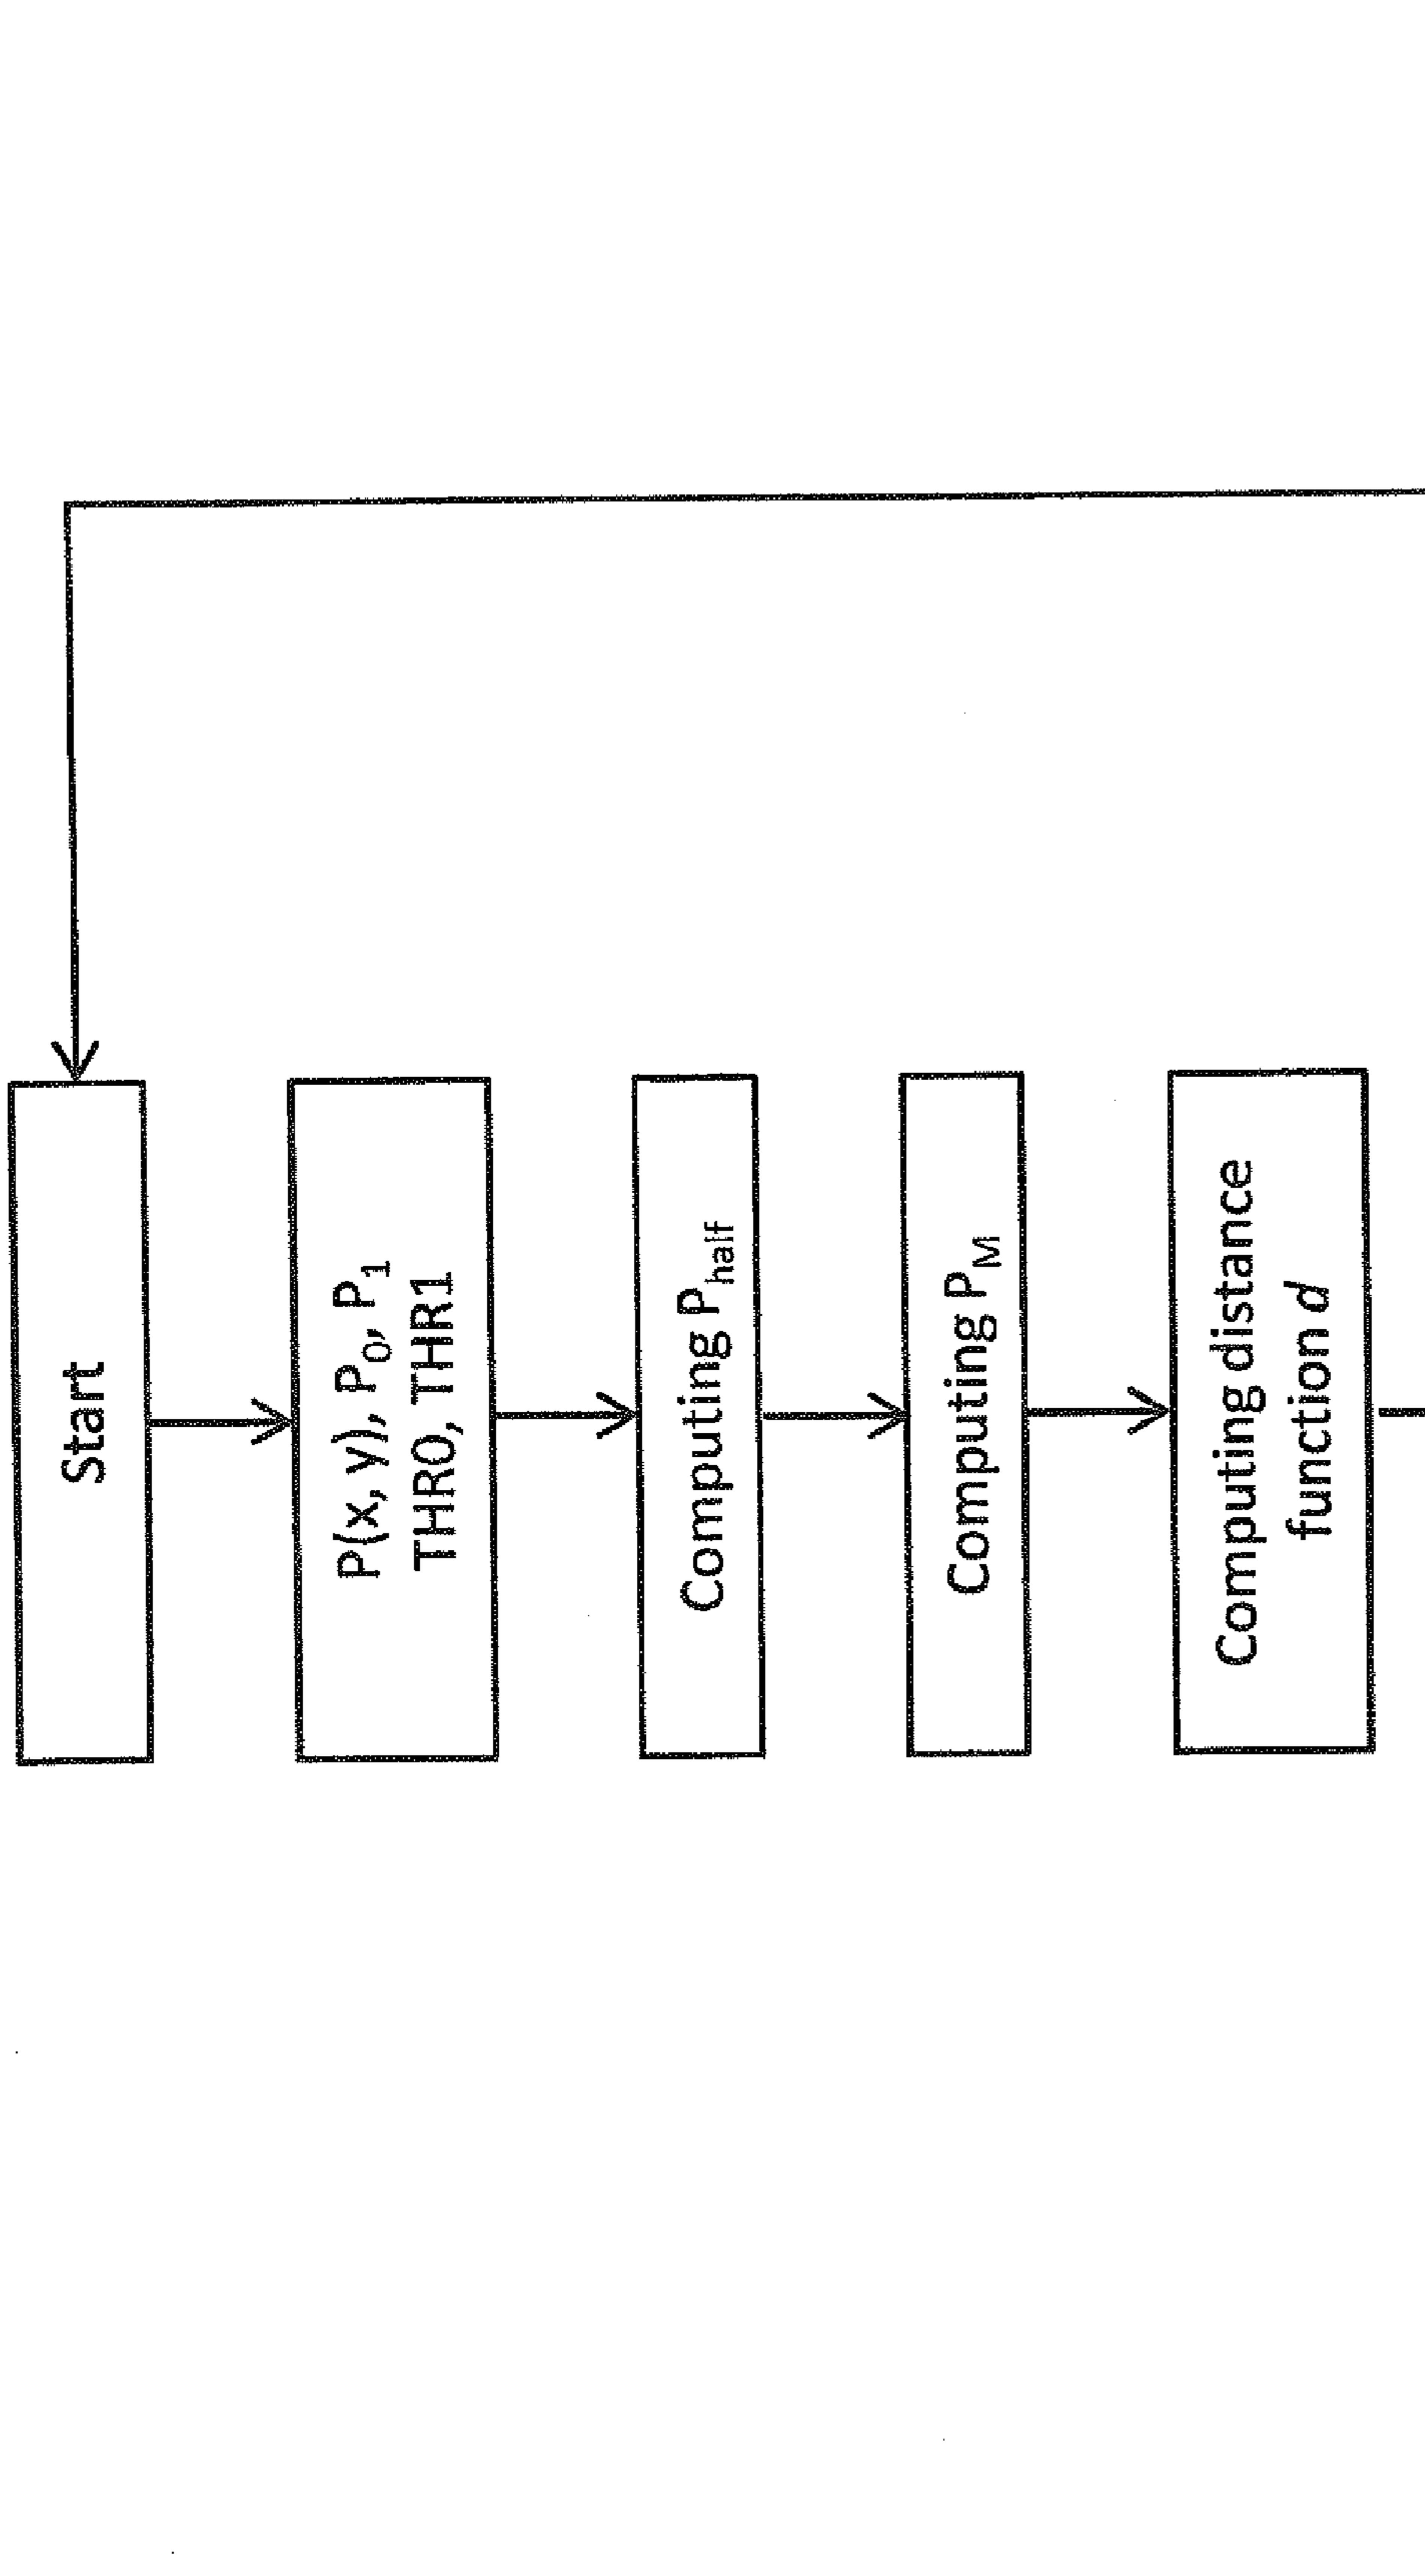 Start
P(x, y), P0, P1
THR0, THR1
Computing Phalf
Computing PM
Computing distance
function d